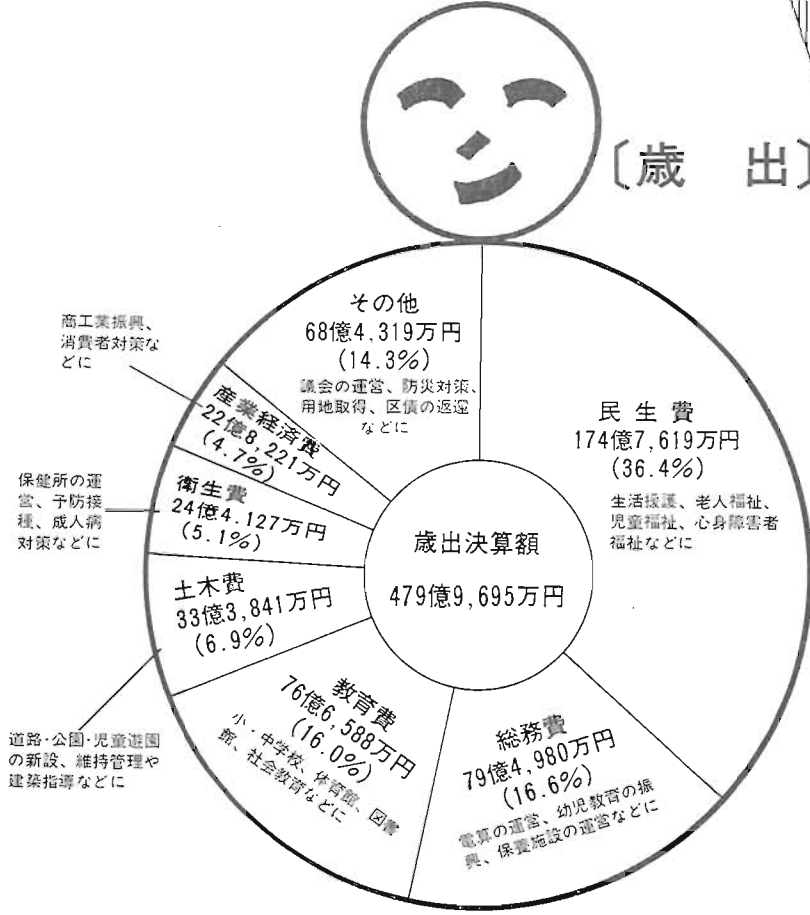 〔歳　出〕
その他
68億4,319万円
(14.3%)
議会の運営、防災対策、
用地取得、区債の返還
などに
民生費
174億7,619万円
(36.4%)
生活援護、老人福祉、
児童福祉、心身障害者
福祉などに
総務費
79億4,980万円
(16.6%)
電算の運営、幼児教育の振
興、保養施設の運営などに
教育費
76億6,588万円
(16.0%)
小・中学校、体育館、図書
館、社会教育などに
土木費
33億3,841万円
(6.9%)
道路・公園・児童遊園
の新設、維持管理や
建築指導などに
衛生費
24億4.127万円
(5.1%)
保健所の運
営、予防接
種、成人病
対策などに
産業経済費
22億8,221万円
(4.7%)
商工業振興、
消費者対策な
どに
歳出決算額
479億9,695万円